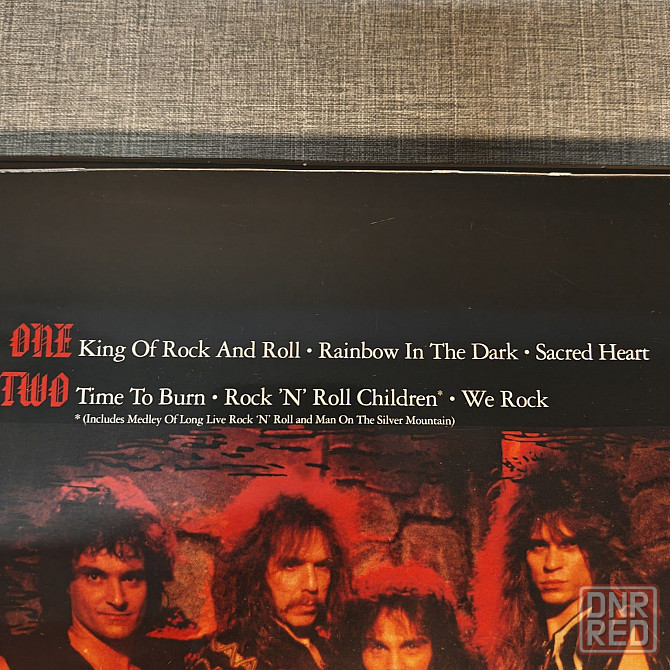 ONE King Of Rock And Roll • Rainbow In The Dark • Sacred Heart
TWO Time To Burn • Rock 'N' Roll Children* • We Rock
* (Includes Medley Of Long Live Rock 'N' Roll and Man On The Silver Mountain)
DNR
RED